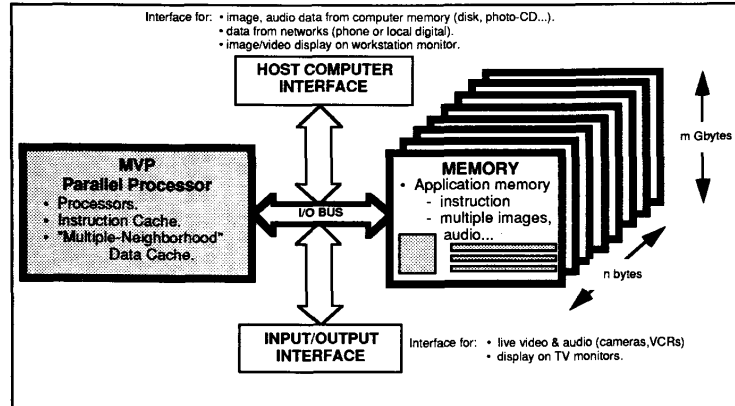 Interface for: • image, audio data from computer memory (disk, photo-CD...).
• data from networks (phone or local digital).
• image/video display on workstation monitor.
HOST COMPUTER
INTERFACE
MVP
Parallel Processor
• Processors.
• Instruction Cache.
• "Multiple-Neighborhood"
Data Cache.
I/O BUS
MEMORY
• Application memory
- instruction
- multiple images,
audio...
m Gbytes
n bytes
INPUT/OUTPUT
INTERFACE
Interface for: • live video & audio (cameras,VCRs)
• display on TV monitors.